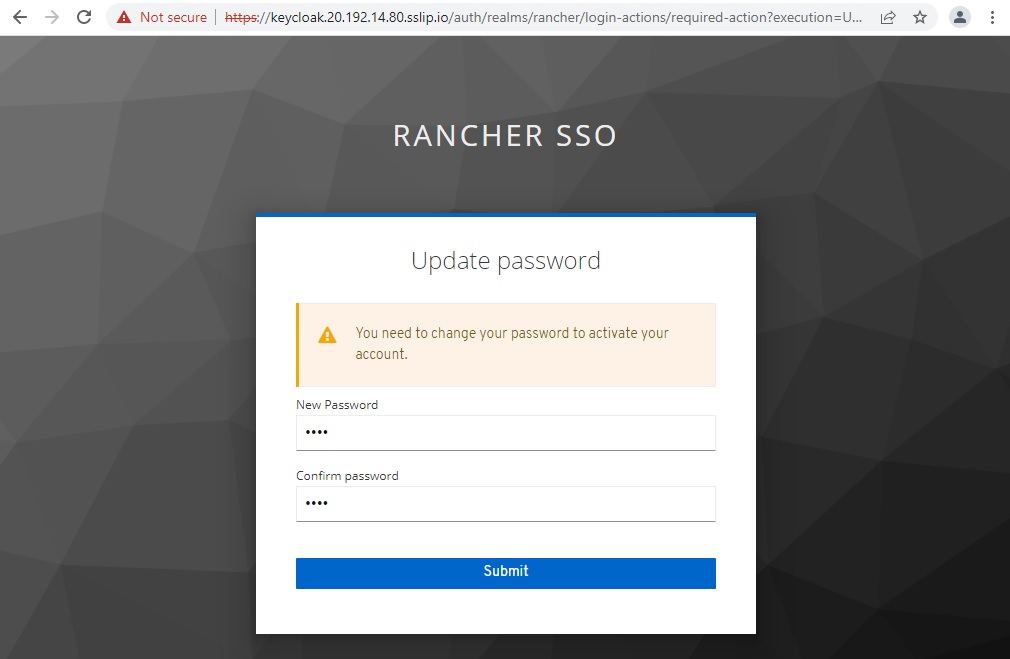 Not secure
https://keycloak.20.192.14.80.sslip.io/auth/realms/rancher/login-actions/required-action?execution=U...
RANCHER SSO
Update password
You need to change your password to activate your
account.
New Password
••••
Confirm password
••••
Submit